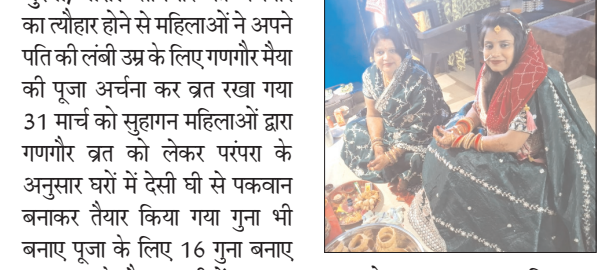 का त्यौहार होने से महिलाओं ने अपने
पति की लंबी उम्र के लिए गणगौर मैया
की पूजा अर्चना कर व्रत रखा गया
31 मार्च को सुहागन महिलाओं द्वारा
गणगौर व्रत को लेकर परंपरा के
अनुसार घरों में देसी घी से पकवान
बनाकर तैयार किया गया गुना भी
बनाए पूजा के लिए 16 गुना बनाए